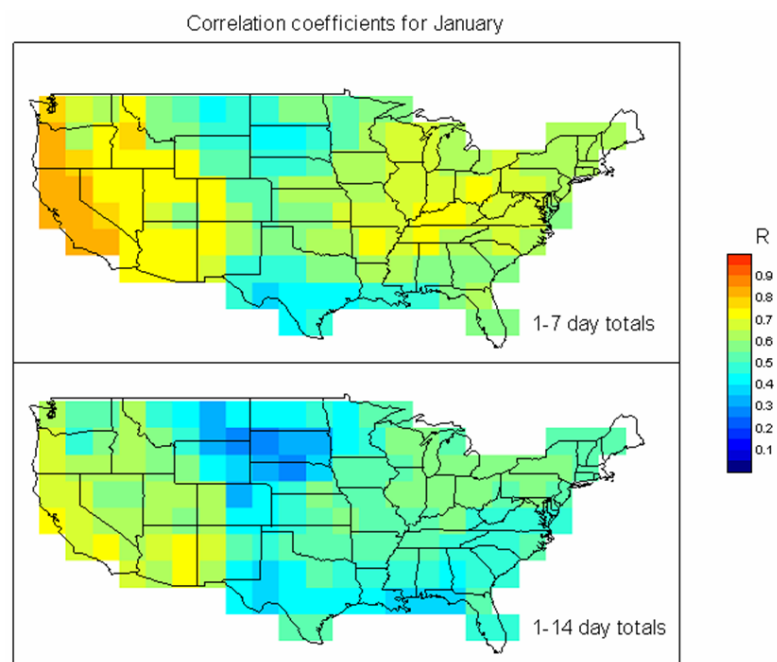 Correlation coefficients for January
1-7 day totals
1-14 day totals
R
0.9
0.8
0.7
0.6
0.5
0.4
0.3
0.2
0.1